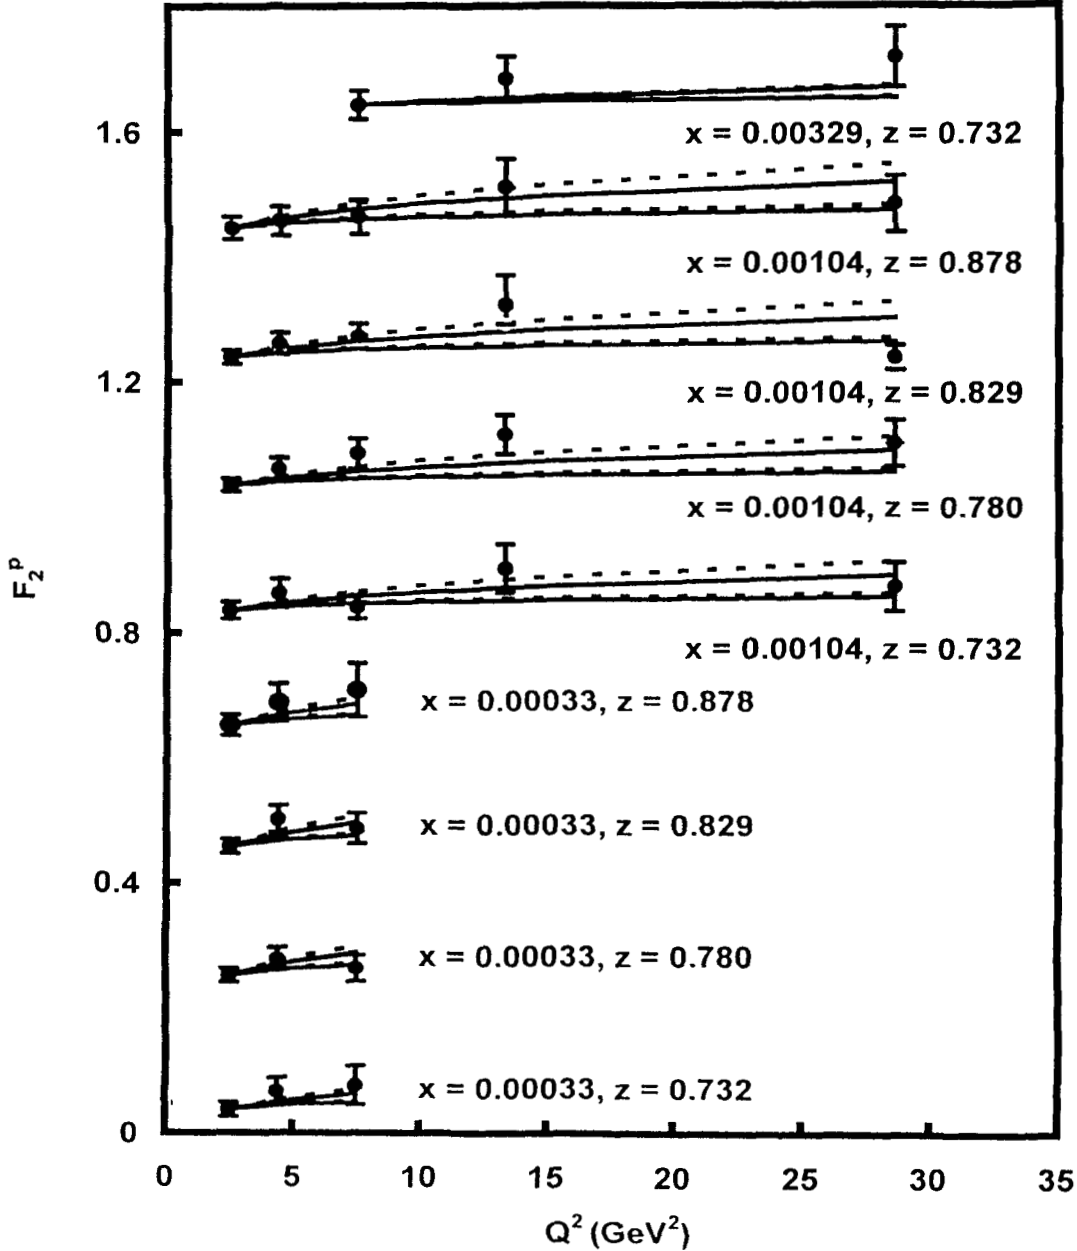 1.6
1.2
0.8
0.4
0
F₂ᵖ
x = 0.00329, z = 0.732
x = 0.00104, z = 0.878
x = 0.00104, z = 0.829
x = 0.00104, z = 0.780
x = 0.00104, z = 0.732
x = 0.00033, z = 0.878
x = 0.00033, z = 0.829
x = 0.00033, z = 0.780
x = 0.00033, z = 0.732
0 5 10 15 20 25 30 35
Q² (GeV²)